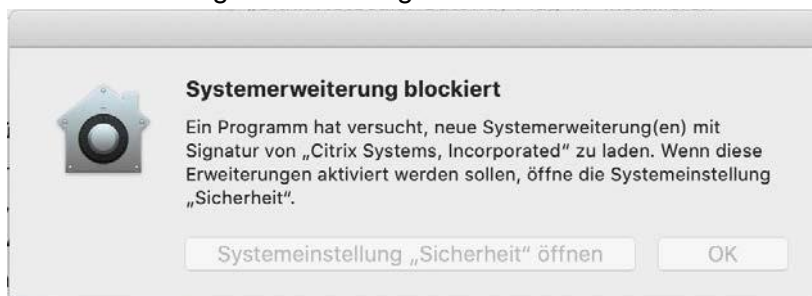 Systemerweiterung blockiert
Ein Programm hat versucht, neue Systemerweiterung(en) mit
Signatur von „Citrix Systems, Incorporated“ zu laden. Wenn diese
Erweiterungen aktiviert werden sollen, öffne die Systemeinstellung
„Sicherheit“.
Systemeinstellung „Sicherheit“ öffnen
OK